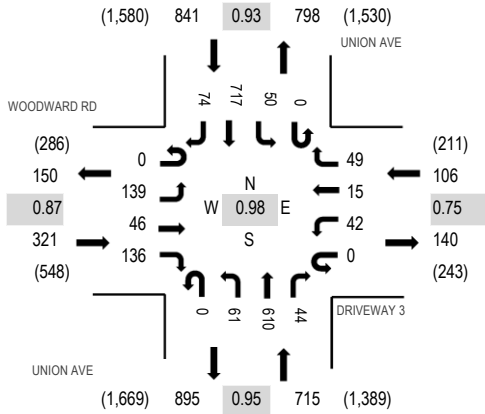 (1,580) 841 0.93 798 (1,530)
UNION AVE
WOODWARD RD
74 717 50 0
(286)
150
0.87
321
(548)
0
139
46
136
N
W 0.98 E
S
49
15
42
0
(211)
106
0.75
140
(243)
0 61 610 44
DRIVEWAY 3
UNION AVE
(1,669) 895 0.95 715 (1,389)